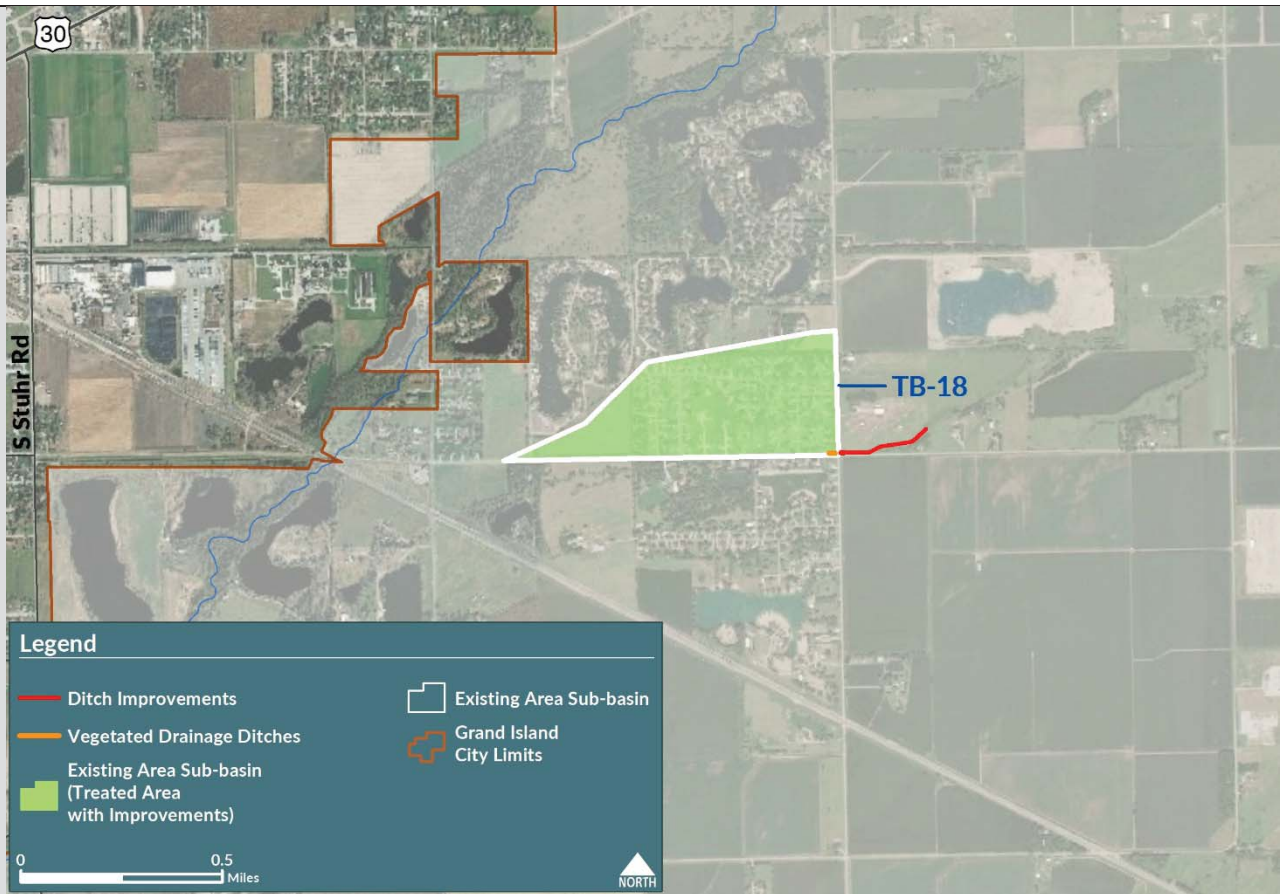 30
S Stuhr Rd
TB-18
Legend
Ditch Improvements
Vegetated Drainage Ditches
Existing Area Sub-basin
(Treated Area
with Improvements)
Existing Area Sub-basin
Grand Island
City Limits
0 0.5
Miles
NORTH